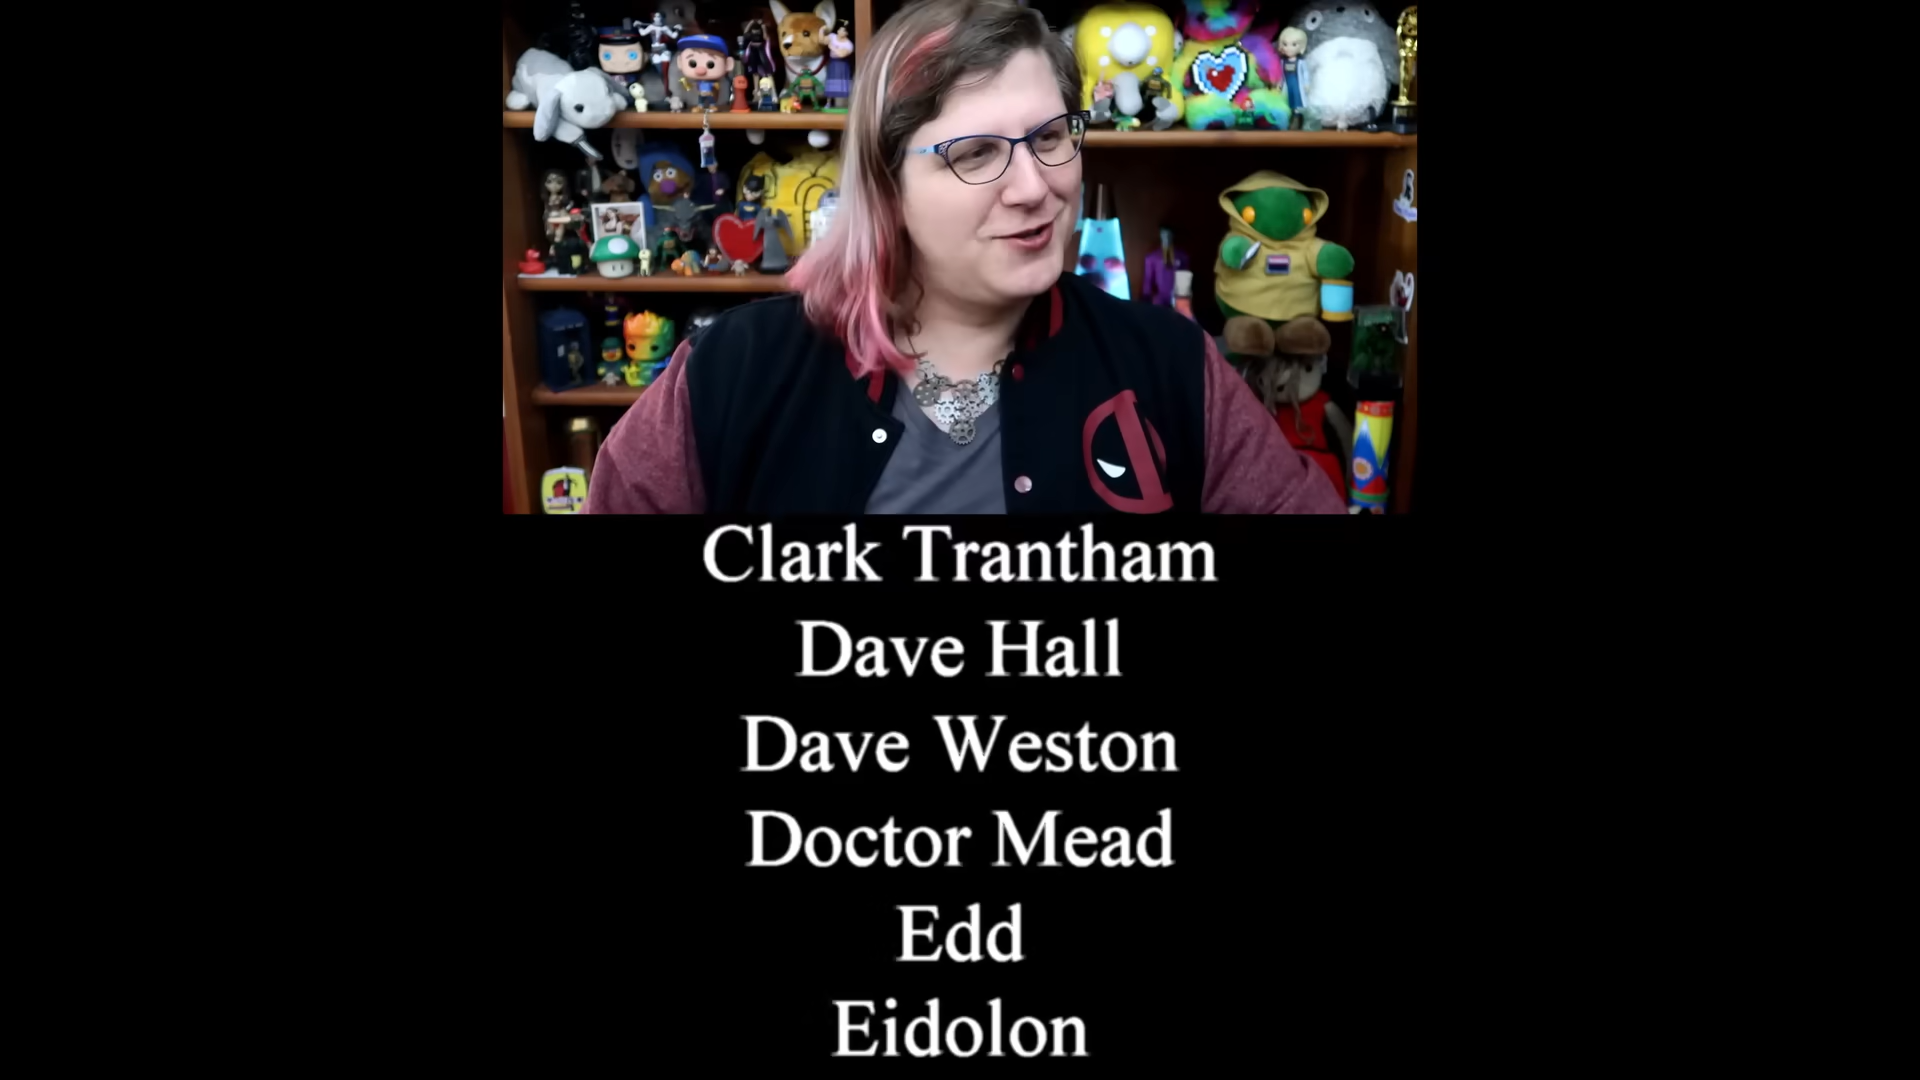 Clark Trantham
Dave Hall
Dave Weston
Doctor Mead
Edd
Eidolon